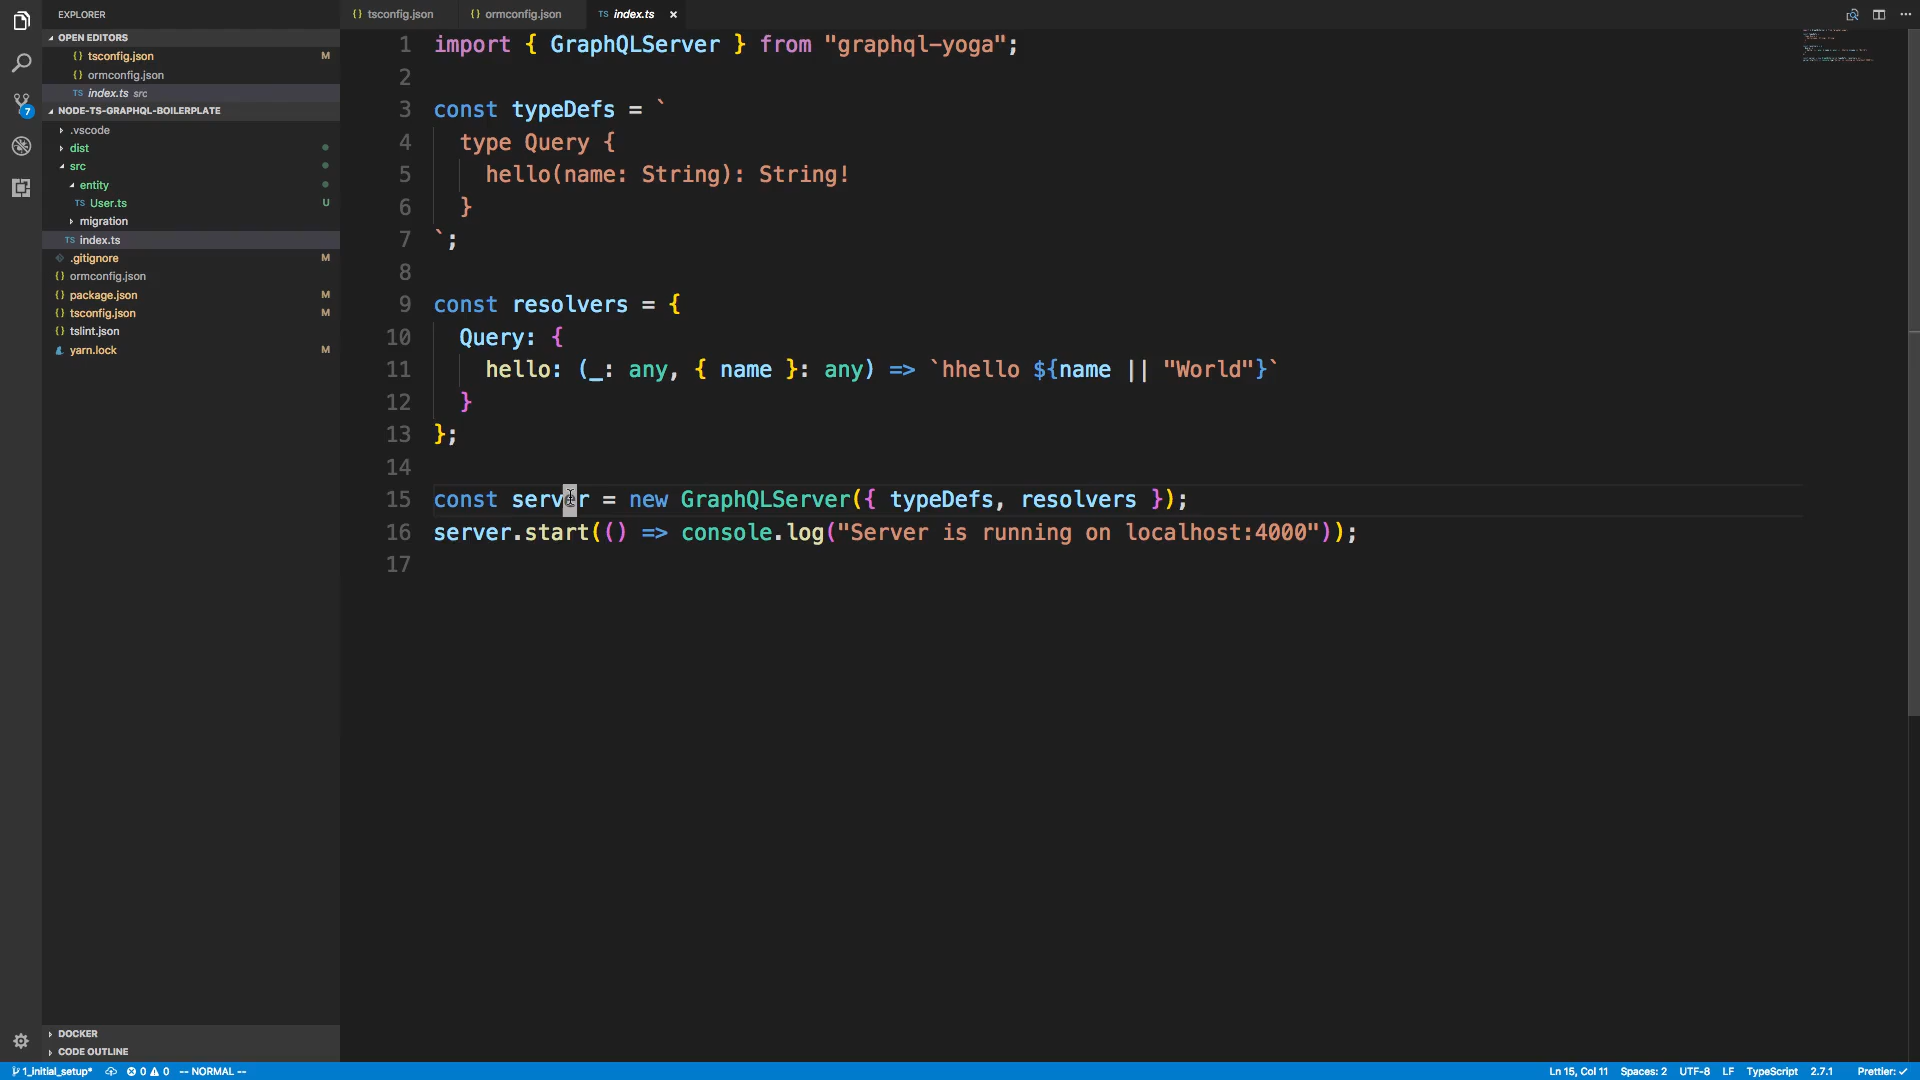 EXPLORER
OPEN EDITORS
{} tsconfig.json M
{} ormconfig.json
TS index.ts src
7
NODE-TS-GRAPHQL-BOILERPLATE
.vscode
dist
src
entity
TS User.ts U
migration
TS index.ts
.gitignore M
{} ormconfig.json
{} package.json M
{} tsconfig.json M
{} tslint.json
yarn.lock M
DOCKER
CODE OUTLINE
{} tsconfig.json {} ormconfig.json TS index.ts ×
1 import { GraphQLServer } from "graphql-yoga";
2
3 const typeDefs = `
4 type Query {
5 hello(name: String): String!
6 }
7 `;
8
9 const resolvers = {
10 Query: {
11 hello: (_: any, { name }: any) => `hhello ${name || "World"}`
12 }
13 };
14
15 const server = new GraphQLServer({ typeDefs, resolvers });
16 server.start(() => console.log("Server is running on localhost:4000"));
17
1_initial_setup* 0 0 -- NORMAL -- Ln 15, Col 11 Spaces: 2 UTF-8 LF TypeScript 2.7.1 Prettier: ✓